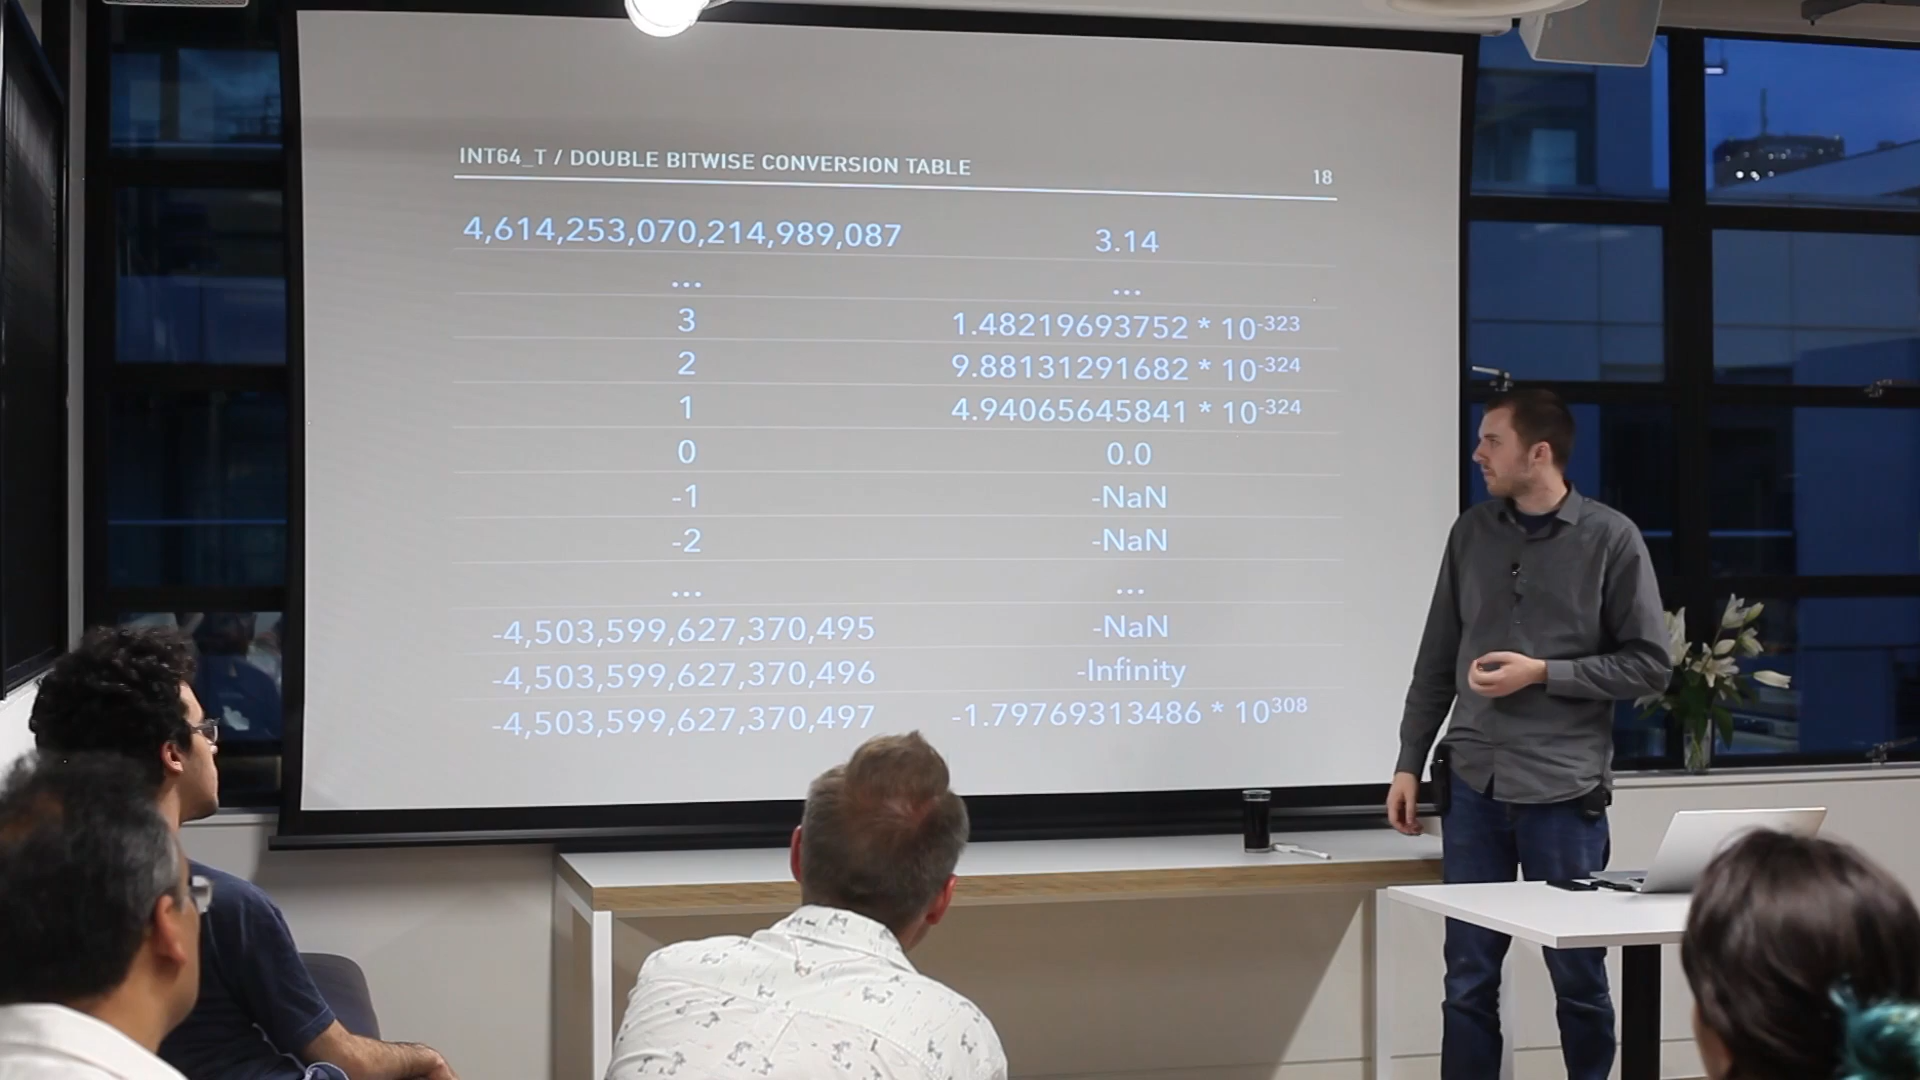 INT64_T / DOUBLE BITWISE CONVERSION TABLE 18
4,614,253,070,214,989,087 3.14
... ...
3 1.48219693752 * 10⁻³²³
2 9.88131291682 * 10⁻³²⁴
1 4.94065645841 * 10⁻³²⁴
0 0.0
-1 -NaN
-2 -NaN
... ...
-4,503,599,627,370,495 -NaN
-4,503,599,627,370,496 -Infinity
-4,503,599,627,370,497 -1.79769313486 * 10³⁰⁸